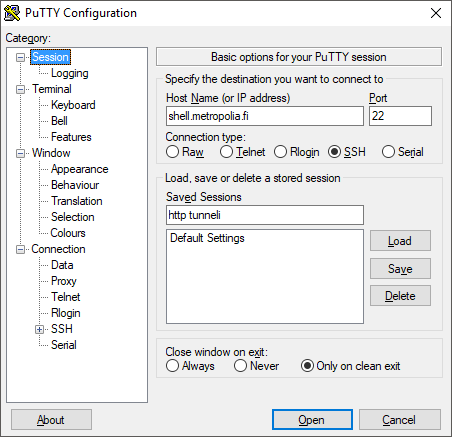 PuTTY Configuration
Category:
Session
Logging
Terminal
Keyboard
Bell
Features
Window
Appearance
Behaviour
Translation
Selection
Colours
Connection
Data
Proxy
Telnet
Rlogin
SSH
Serial
Basic options for your PuTTY session
Specify the destination you want to connect to
Host Name (or IP address) Port
shell.metropolia.fi 22
Connection type:
Raw Telnet Rlogin SSH Serial
Load, save or delete a stored session
Saved Sessions
http tunneli
Default Settings
Load
Save
Delete
Close window on exit:
Always Never Only on clean exit
About Open Cancel